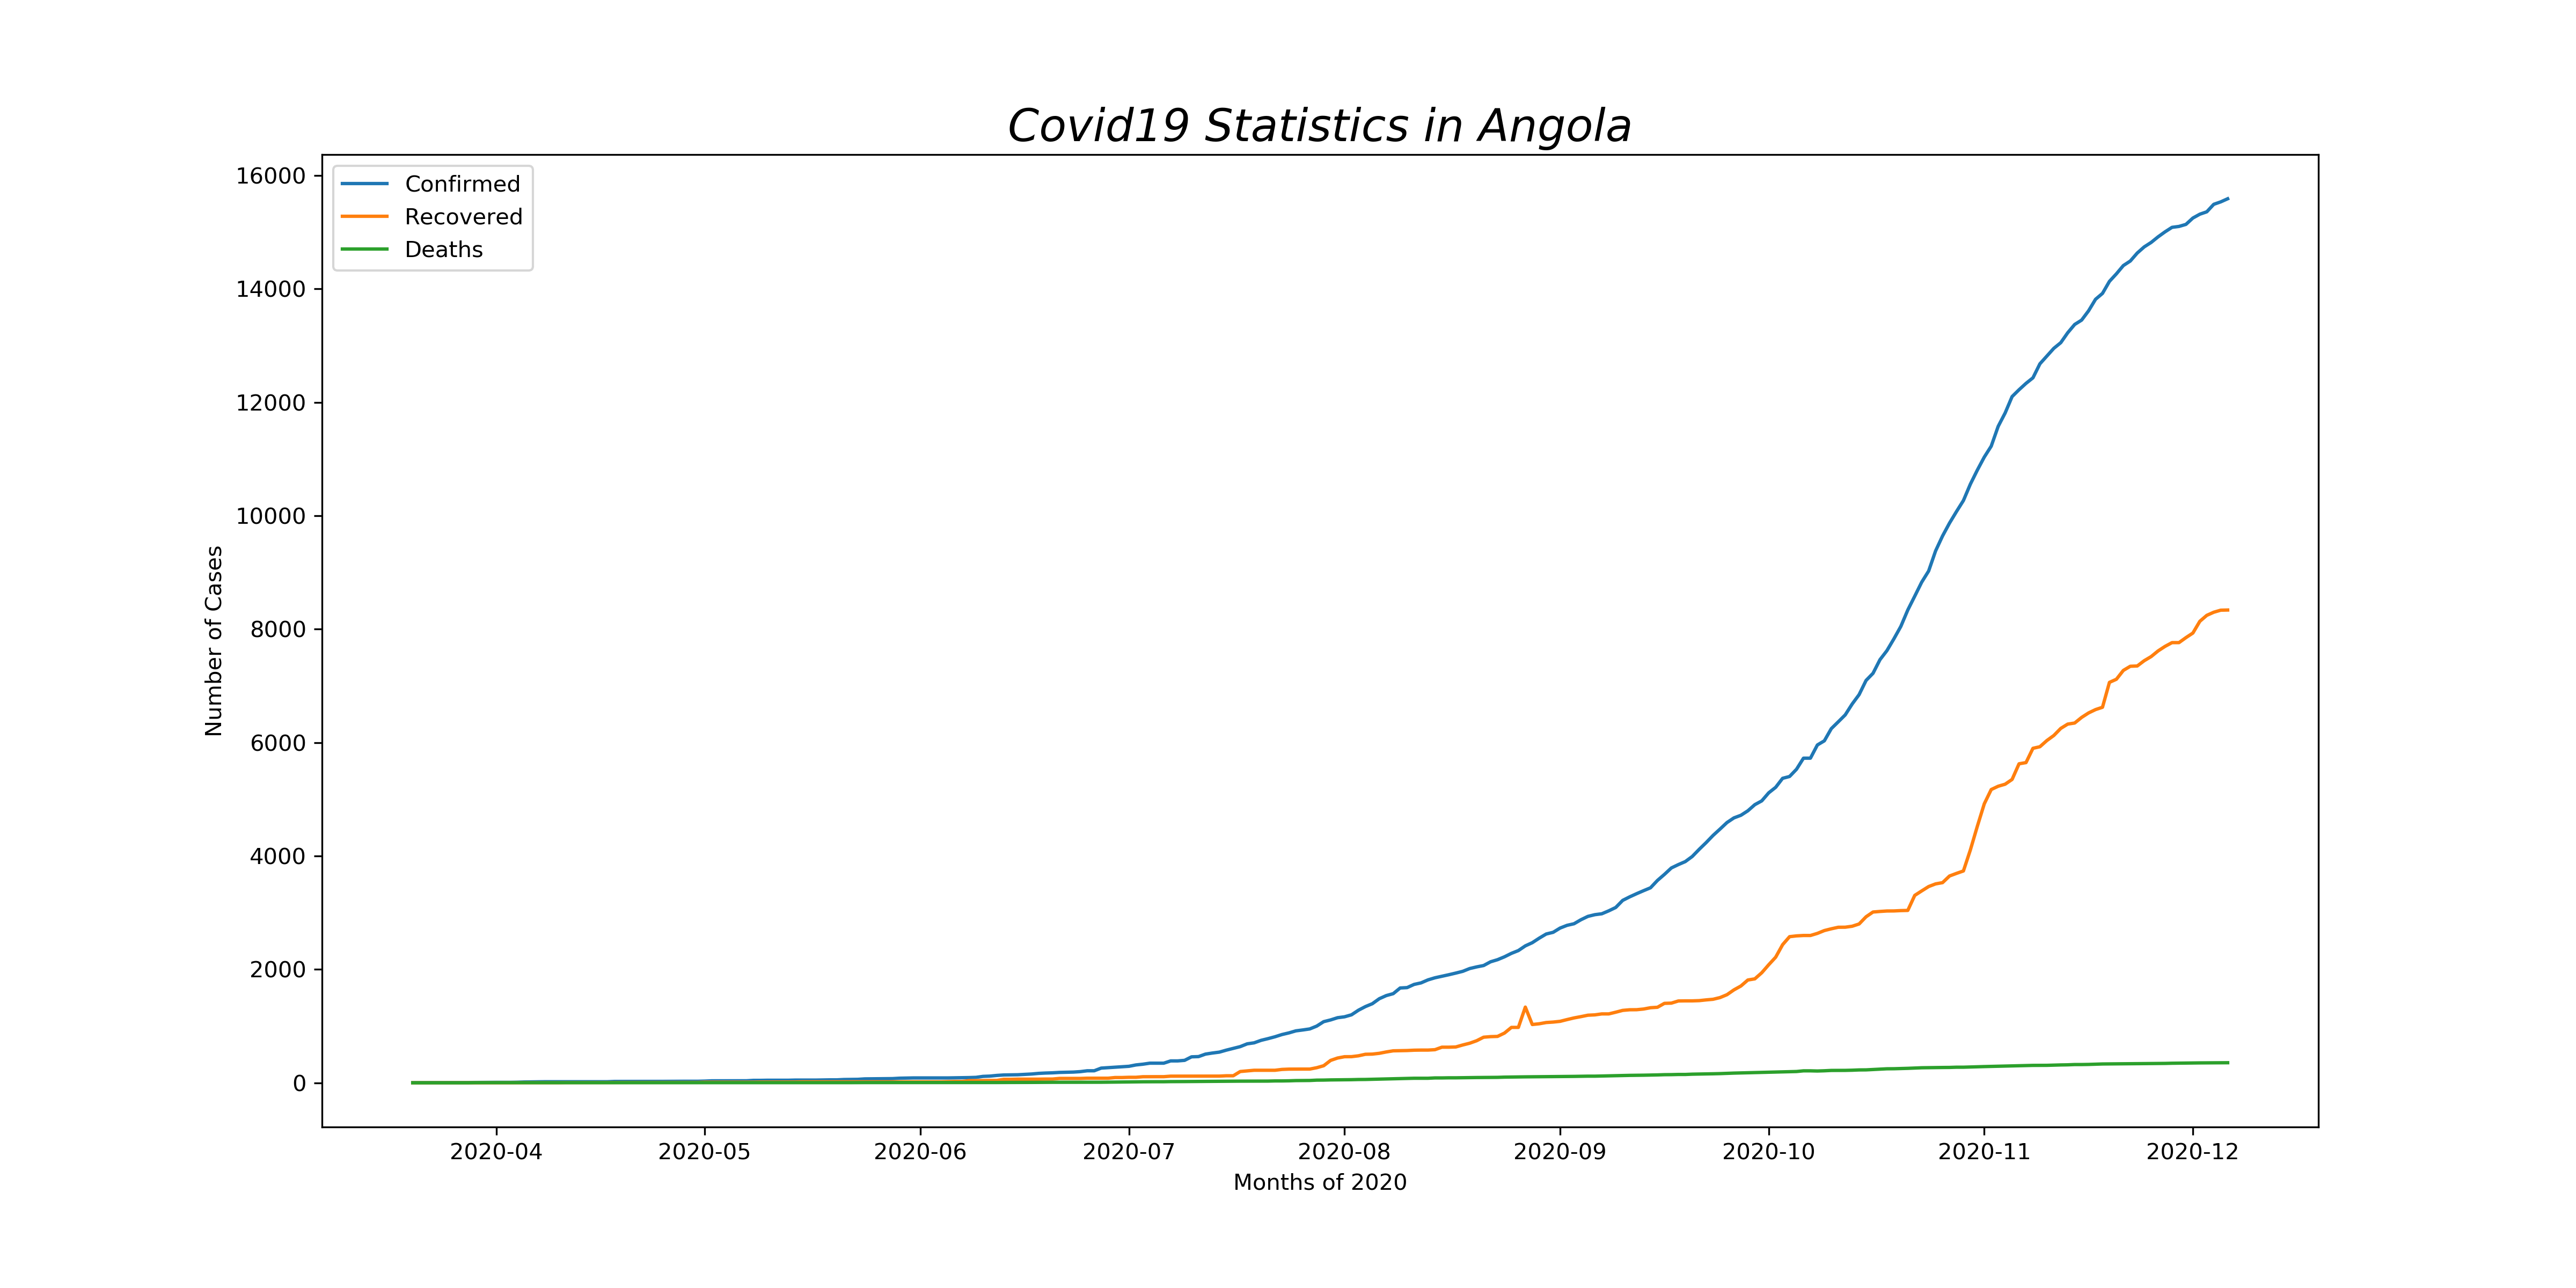 Covid19 Statistics in Angola
Confirmed
Recovered
Deaths
Number of Cases
16000
14000
12000
10000
8000
6000
4000
2000
0
2020-04 2020-05 2020-06 2020-07 2020-08 2020-09 2020-10 2020-11 2020-12
Months of 2020